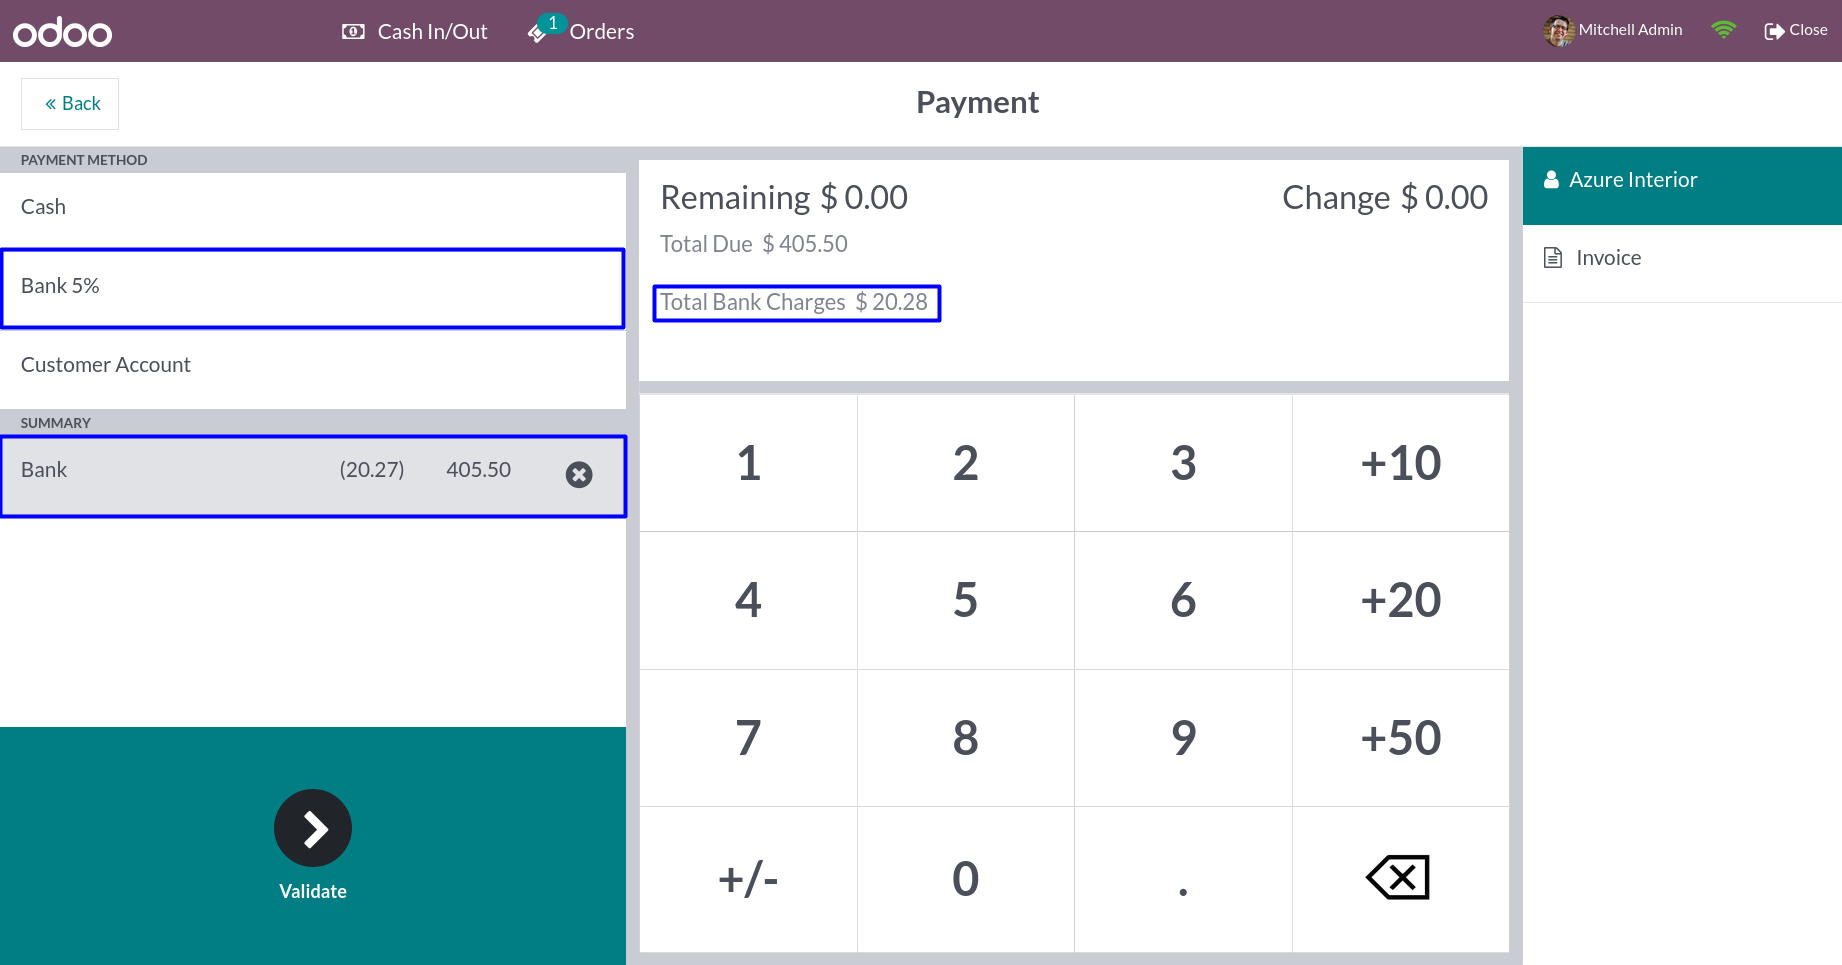 odoo
Cash In/Out
1
Orders
Mitchell Admin
Close
« Back
Payment
PAYMENT METHOD
Cash
Bank 5%
Customer Account
SUMMARY
Bank (20.27) 405.50
Validate
Remaining $ 0.00 Change $ 0.00
Total Due $ 405.50
Total Bank Charges $ 20.28
1 2 3 +10
4 5 6 +20
7 8 9 +50
+/- 0 .
Azure Interior
Invoice